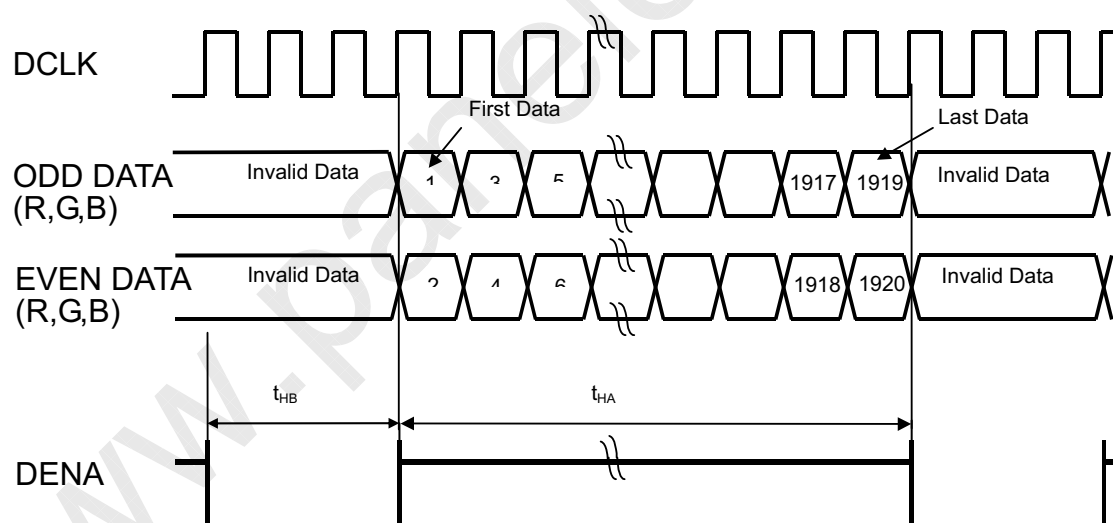 DCLK
First Data
Last Data
ODD DATA
(R,G,B)
Invalid Data
1
3
5
1917
1919
Invalid Data
EVEN DATA
(R,G,B)
Invalid Data
2
4
6
1918
1920
Invalid Data
tHB
tHA
DENA